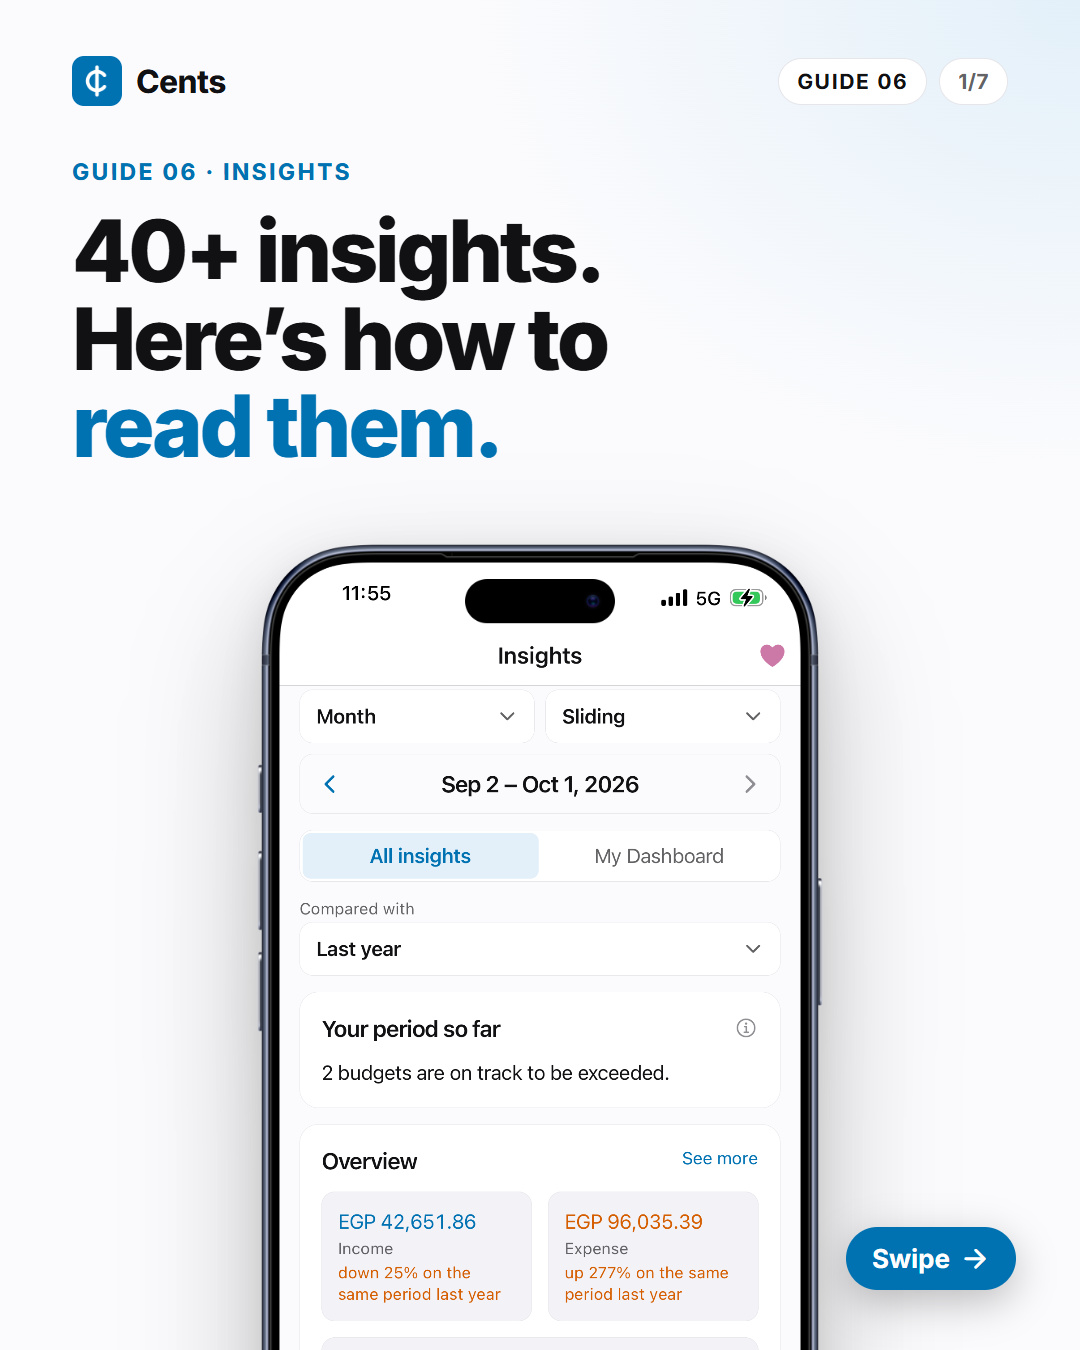 Cents
GUIDE 06
1/7
GUIDE 06 · INSIGHTS
40+ insights.
Here’s how to
read them.
11:55
5G
Insights
Month
Sliding
Sep 2 – Oct 1, 2026
All insights
My Dashboard
Compared with
Last year
Your period so far
2 budgets are on track to be exceeded.
Overview
See more
EGP 42,651.86
Income
down 25% on the
same period last year
EGP 96,035.39
Expense
up 277% on the same
period last year
Swipe →